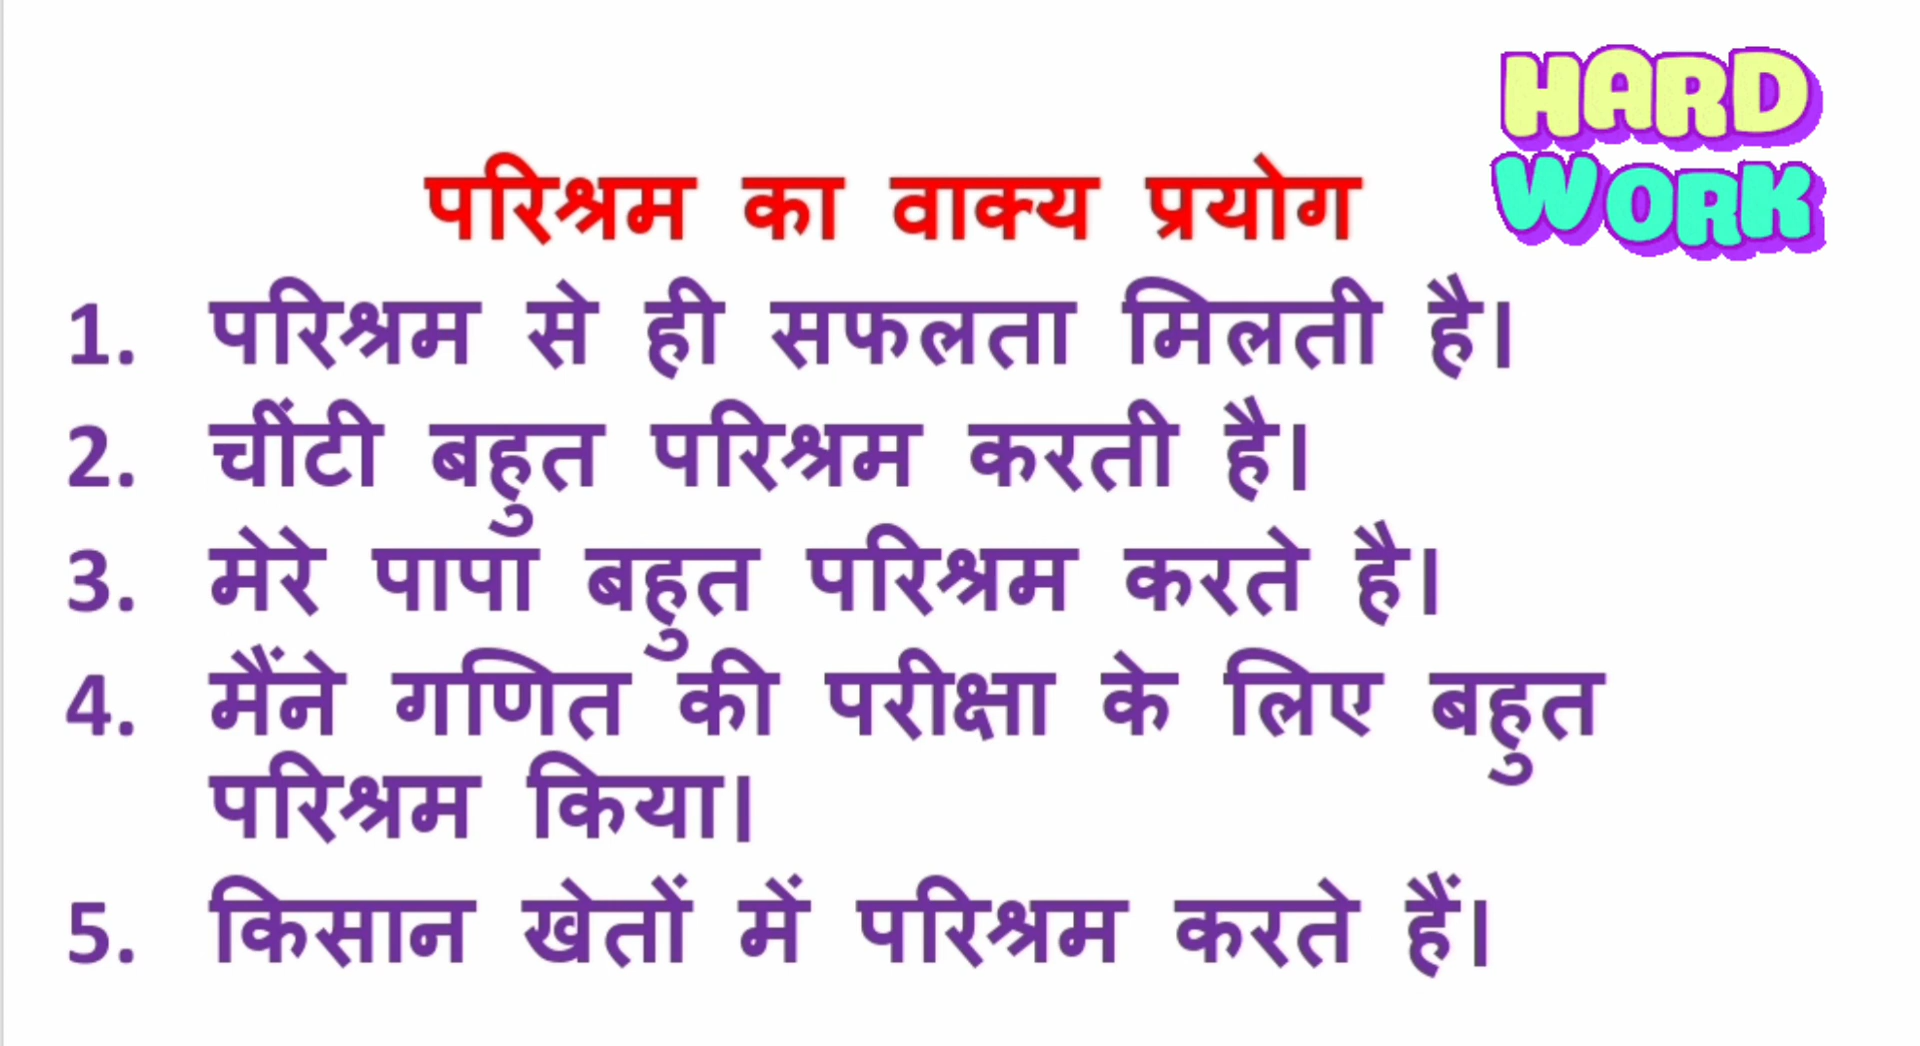 HARD
WORK
परिश्रम का वाक्य प्रयोग
1. परिश्रम से ही सफलता मिलती है।
2. चींटी बहुत परिश्रम करती है।
3. मेरे पापा बहुत परिश्रम करते है।
4. मैंने गणित की परीक्षा के लिए बहुत
परिश्रम किया।
5. किसान खेतों में परिश्रम करते हैं।